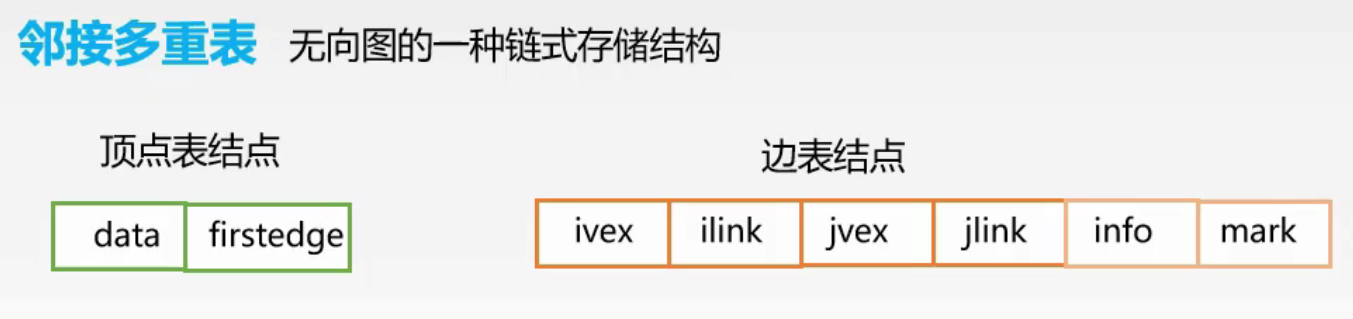 邻接多重表 无向图的一种链式存储结构
顶点表结点 边表结点
data firstedge ivex ilink jvex jlink info mark